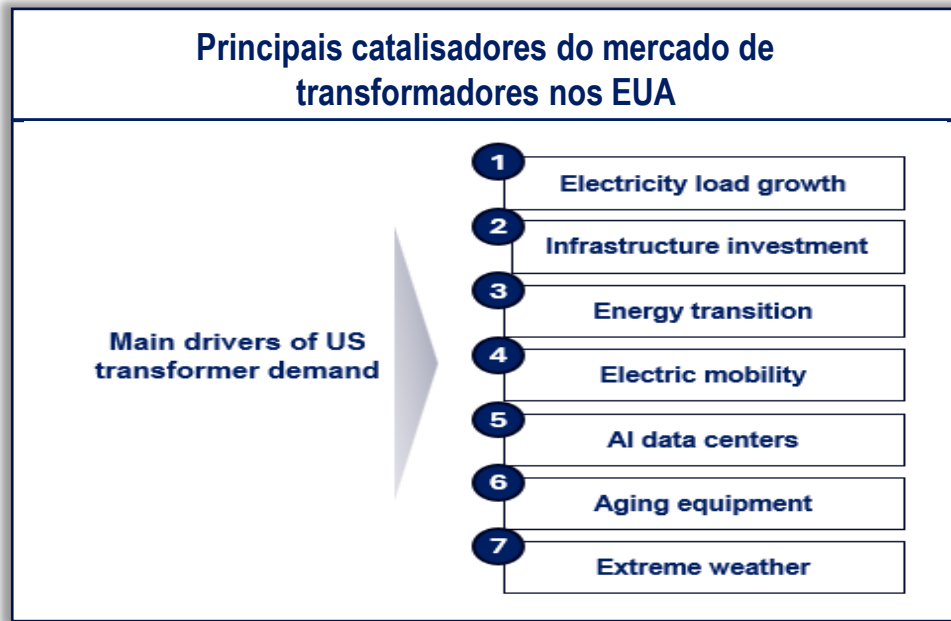 Principais catalisadores do mercado de
transformadores nos EUA
Main drivers of US
transformer demand
1
Electricity load growth
2
Infrastructure investment
3
Energy transition
4
Electric mobility
5
AI data centers
6
Aging equipment
7
Extreme weather